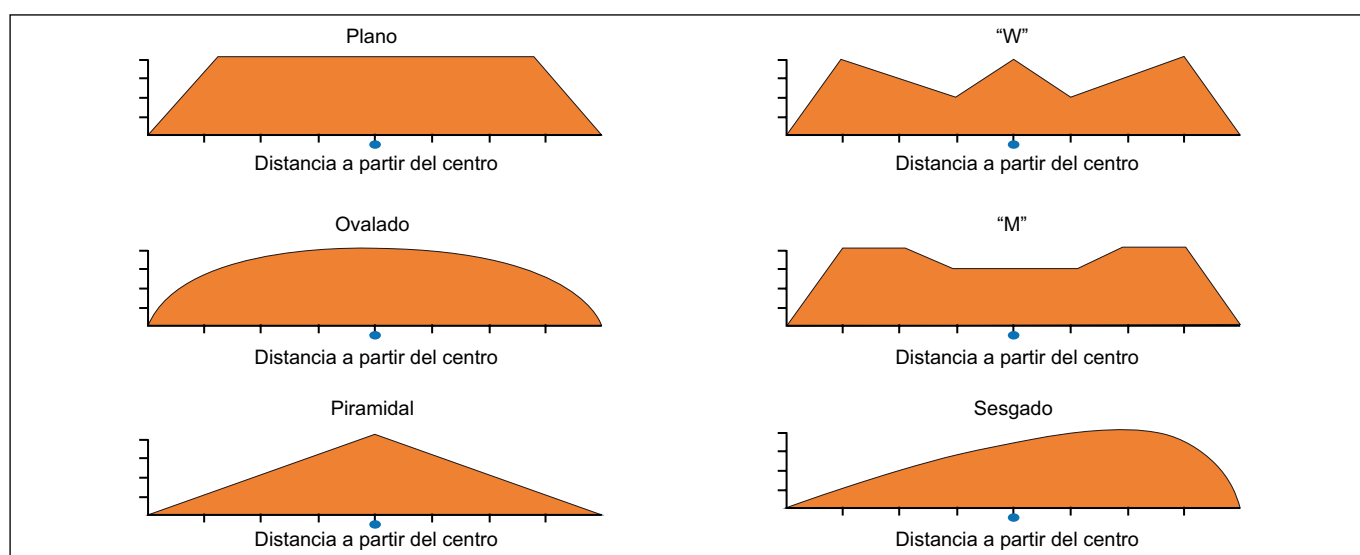 Plano
Distancia a partir del centro
“W”
Distancia a partir del centro
Ovalado
Distancia a partir del centro
“M”
Distancia a partir del centro
Piramidal
Distancia a partir del centro
Sesgado
Distancia a partir del centro